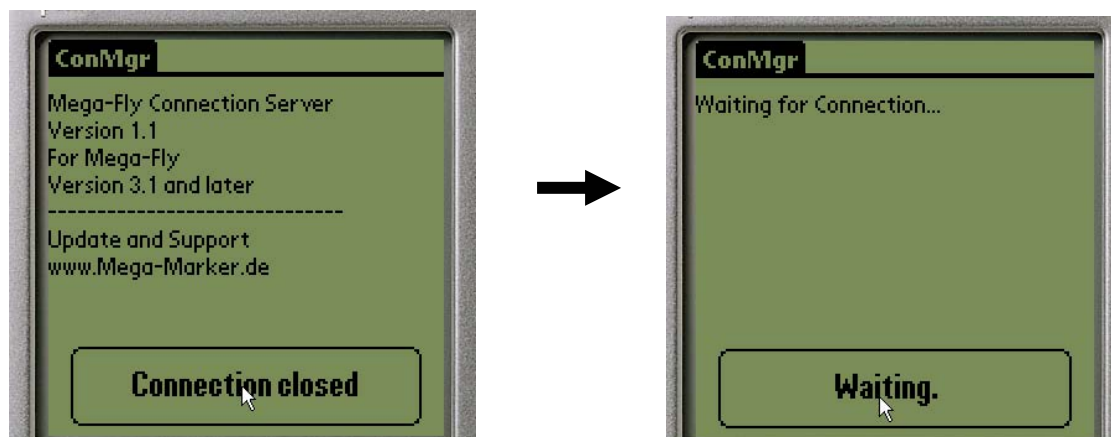 ConMgr
Mega-Fly Connection Server
Version 1.1
For Mega-Fly
Version 3.1 and later
-----------------------------
Update and Support
www.Mega-Marker.de
Connection closed
ConMgr
Waiting for Connection...
Waiting.